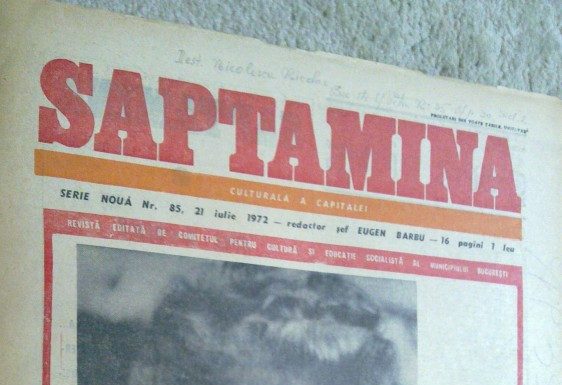 PROLETARI DIN TOATE ȚĂRILE, UNIȚI-VĂ!
SAPTAMINA
CULTURALA A CAPITALEI
SERIE NOUĂ Nr. 85, 21 iulie 1972 — redactor șef EUGEN BARBU — 16 pagini 1 leu
REVISTĂ EDITATĂ DE COMITETUL PENTRU CULTURĂ ȘI EDUCAȚIE SOCIALISTĂ AL MUNICIPIULUI BUCUREȘTI